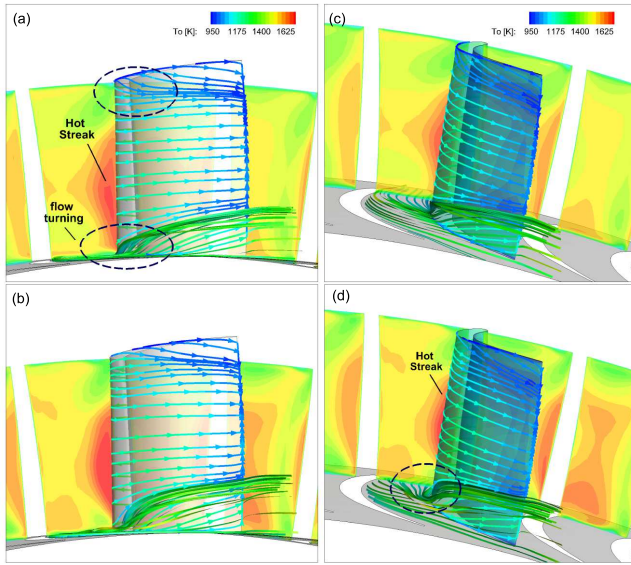 (a)
To [K]:
950 1175 1400 1625
Hot
Streak
flow
turning
(c)
To [K]:
950 1175 1400 1625
(b)
(d)
Hot
Streak